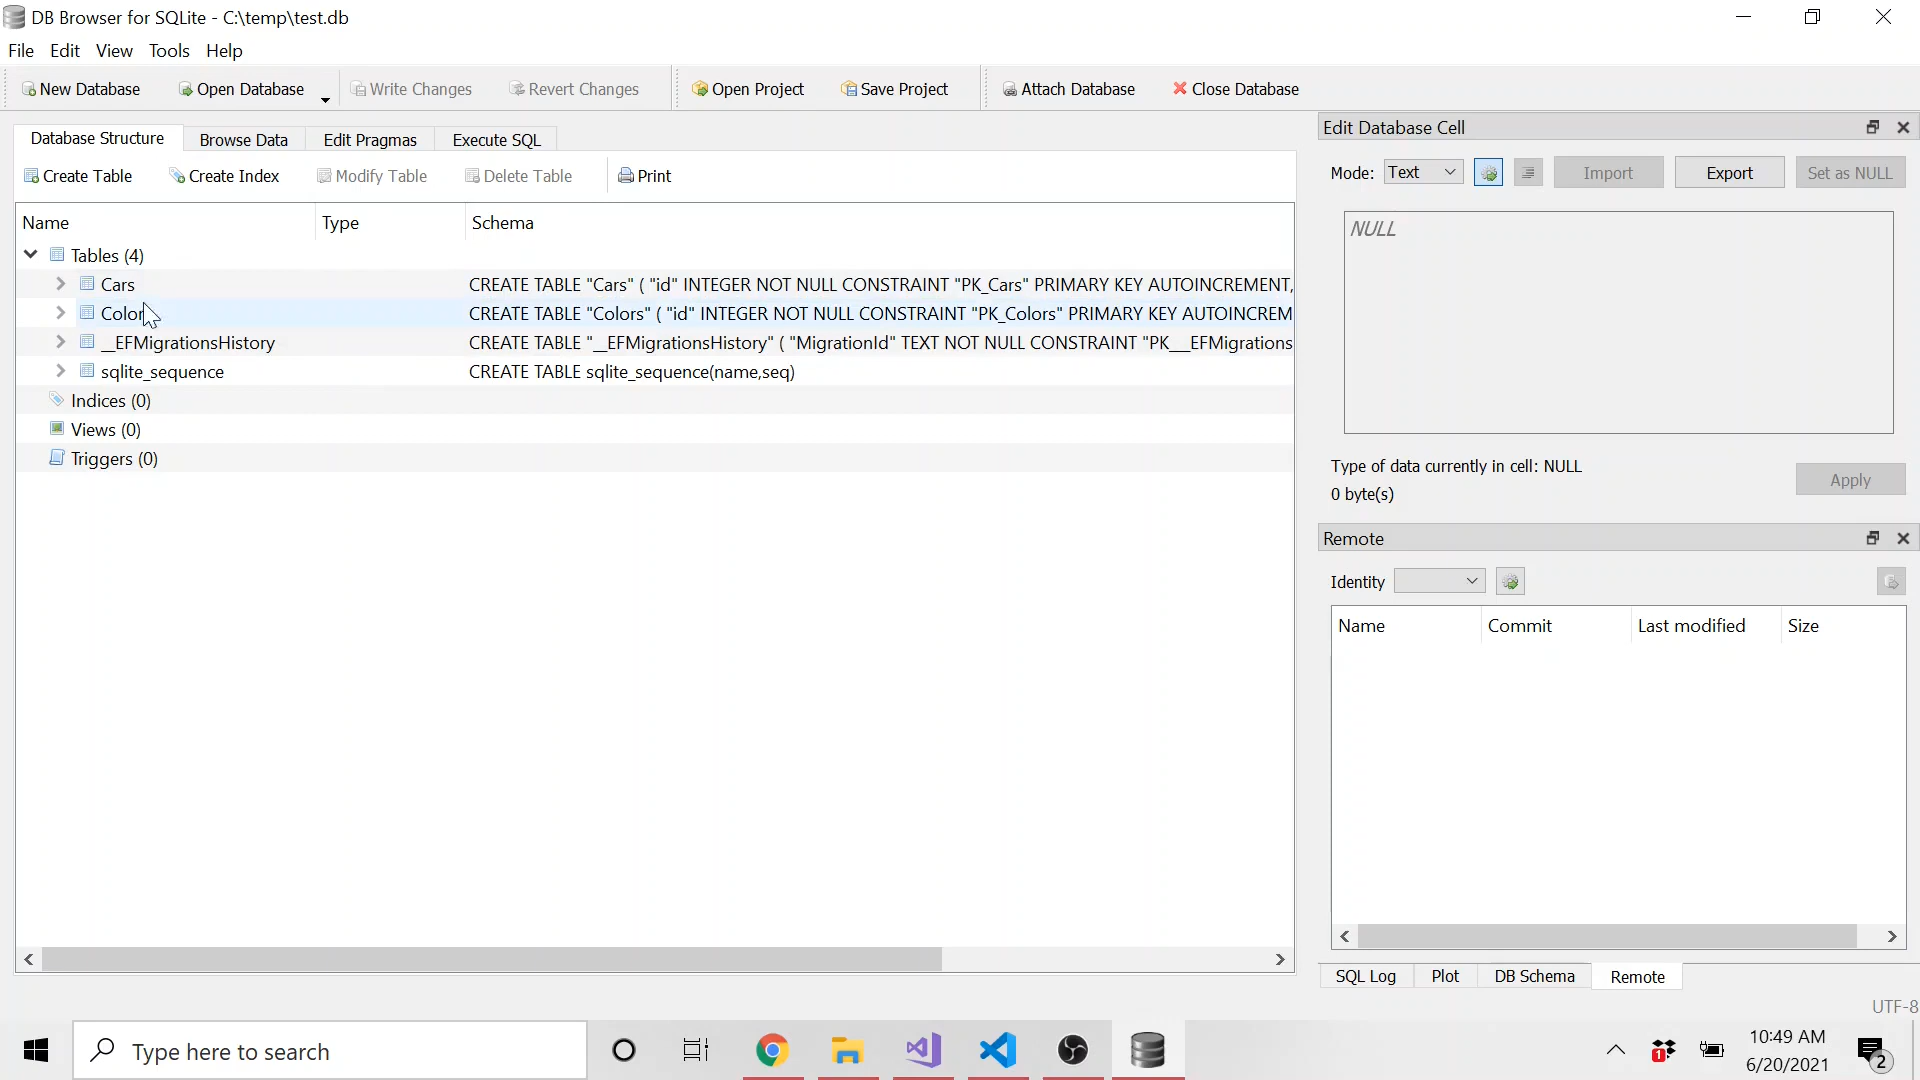 DB Browser for SQLite - C:\temp\test.db
File Edit View Tools Help
New Database Open Database Write Changes Revert Changes Open Project Save Project Attach Database Close Database
Database Structure Browse Data Edit Pragmas Execute SQL
Create Table Create Index Modify Table Delete Table Print
Name Type Schema
Tables (4)
Cars CREATE TABLE "Cars" ( "id" INTEGER NOT NULL CONSTRAINT "PK_Cars" PRIMARY KEY AUTOINCREMENT,
Color CREATE TABLE "Colors" ( "id" INTEGER NOT NULL CONSTRAINT "PK_Colors" PRIMARY KEY AUTOINCREM
__EFMigrationsHistory CREATE TABLE "__EFMigrationsHistory" ( "MigrationId" TEXT NOT NULL CONSTRAINT "PK___EFMigrations
sqlite_sequence CREATE TABLE sqlite_sequence(name,seq)
Indices (0)
Views (0)
Triggers (0)
Edit Database Cell
Mode: Text Import Export Set as NULL
NULL
Type of data currently in cell: NULL
0 byte(s)
Apply
Remote
Identity
Name Commit Last modified Size
SQL Log Plot DB Schema Remote
UTF-8
Type here to search
1
10:49 AM
6/20/2021
2